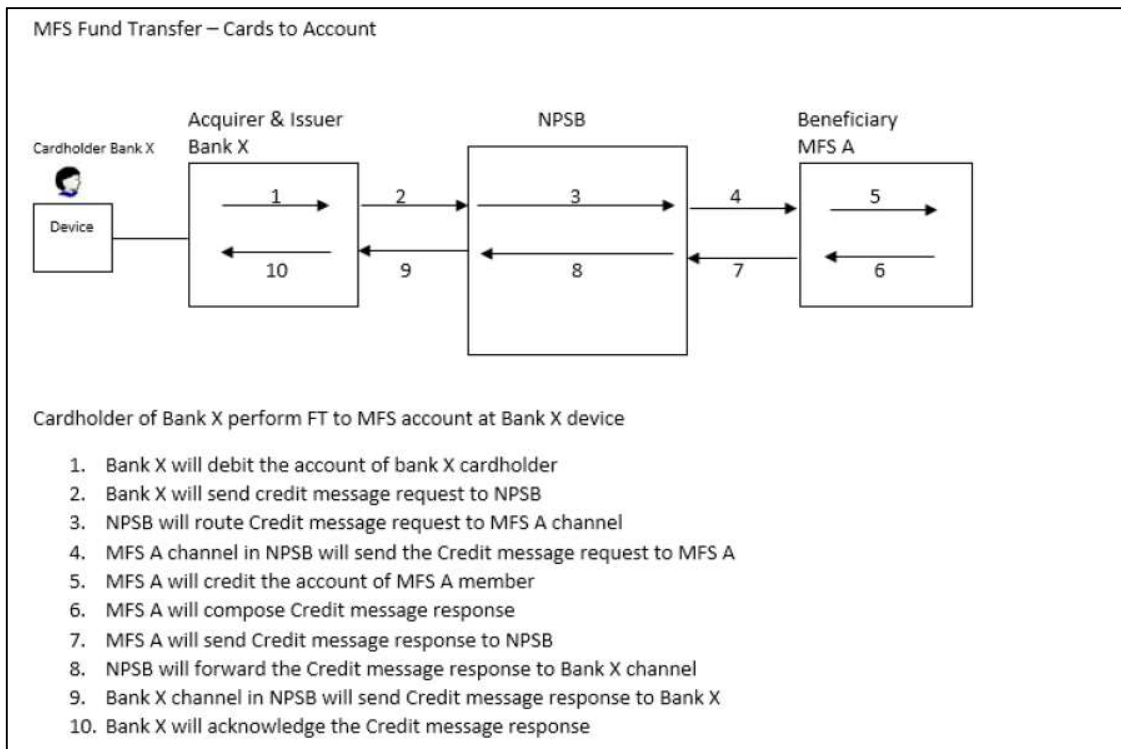 MFS Fund Transfer – Cards to Account
Acquirer & Issuer
Bank X
NPSB
Beneficiary
MFS A
Cardholder Bank X
Device
1
2
3
4
5
10
9
8
7
6
Cardholder of Bank X perform FT to MFS account at Bank X device
1. Bank X will debit the account of bank X cardholder
2. Bank X will send credit message request to NPSB
3. NPSB will route Credit message request to MFS A channel
4. MFS A channel in NPSB will send the Credit message request to MFS A
5. MFS A will credit the account of MFS A member
6. MFS A will compose Credit message response
7. MFS A will send Credit message response to NPSB
8. NPSB will forward the Credit message response to Bank X channel
9. Bank X channel in NPSB will send Credit message response to Bank X
10. Bank X will acknowledge the Credit message response